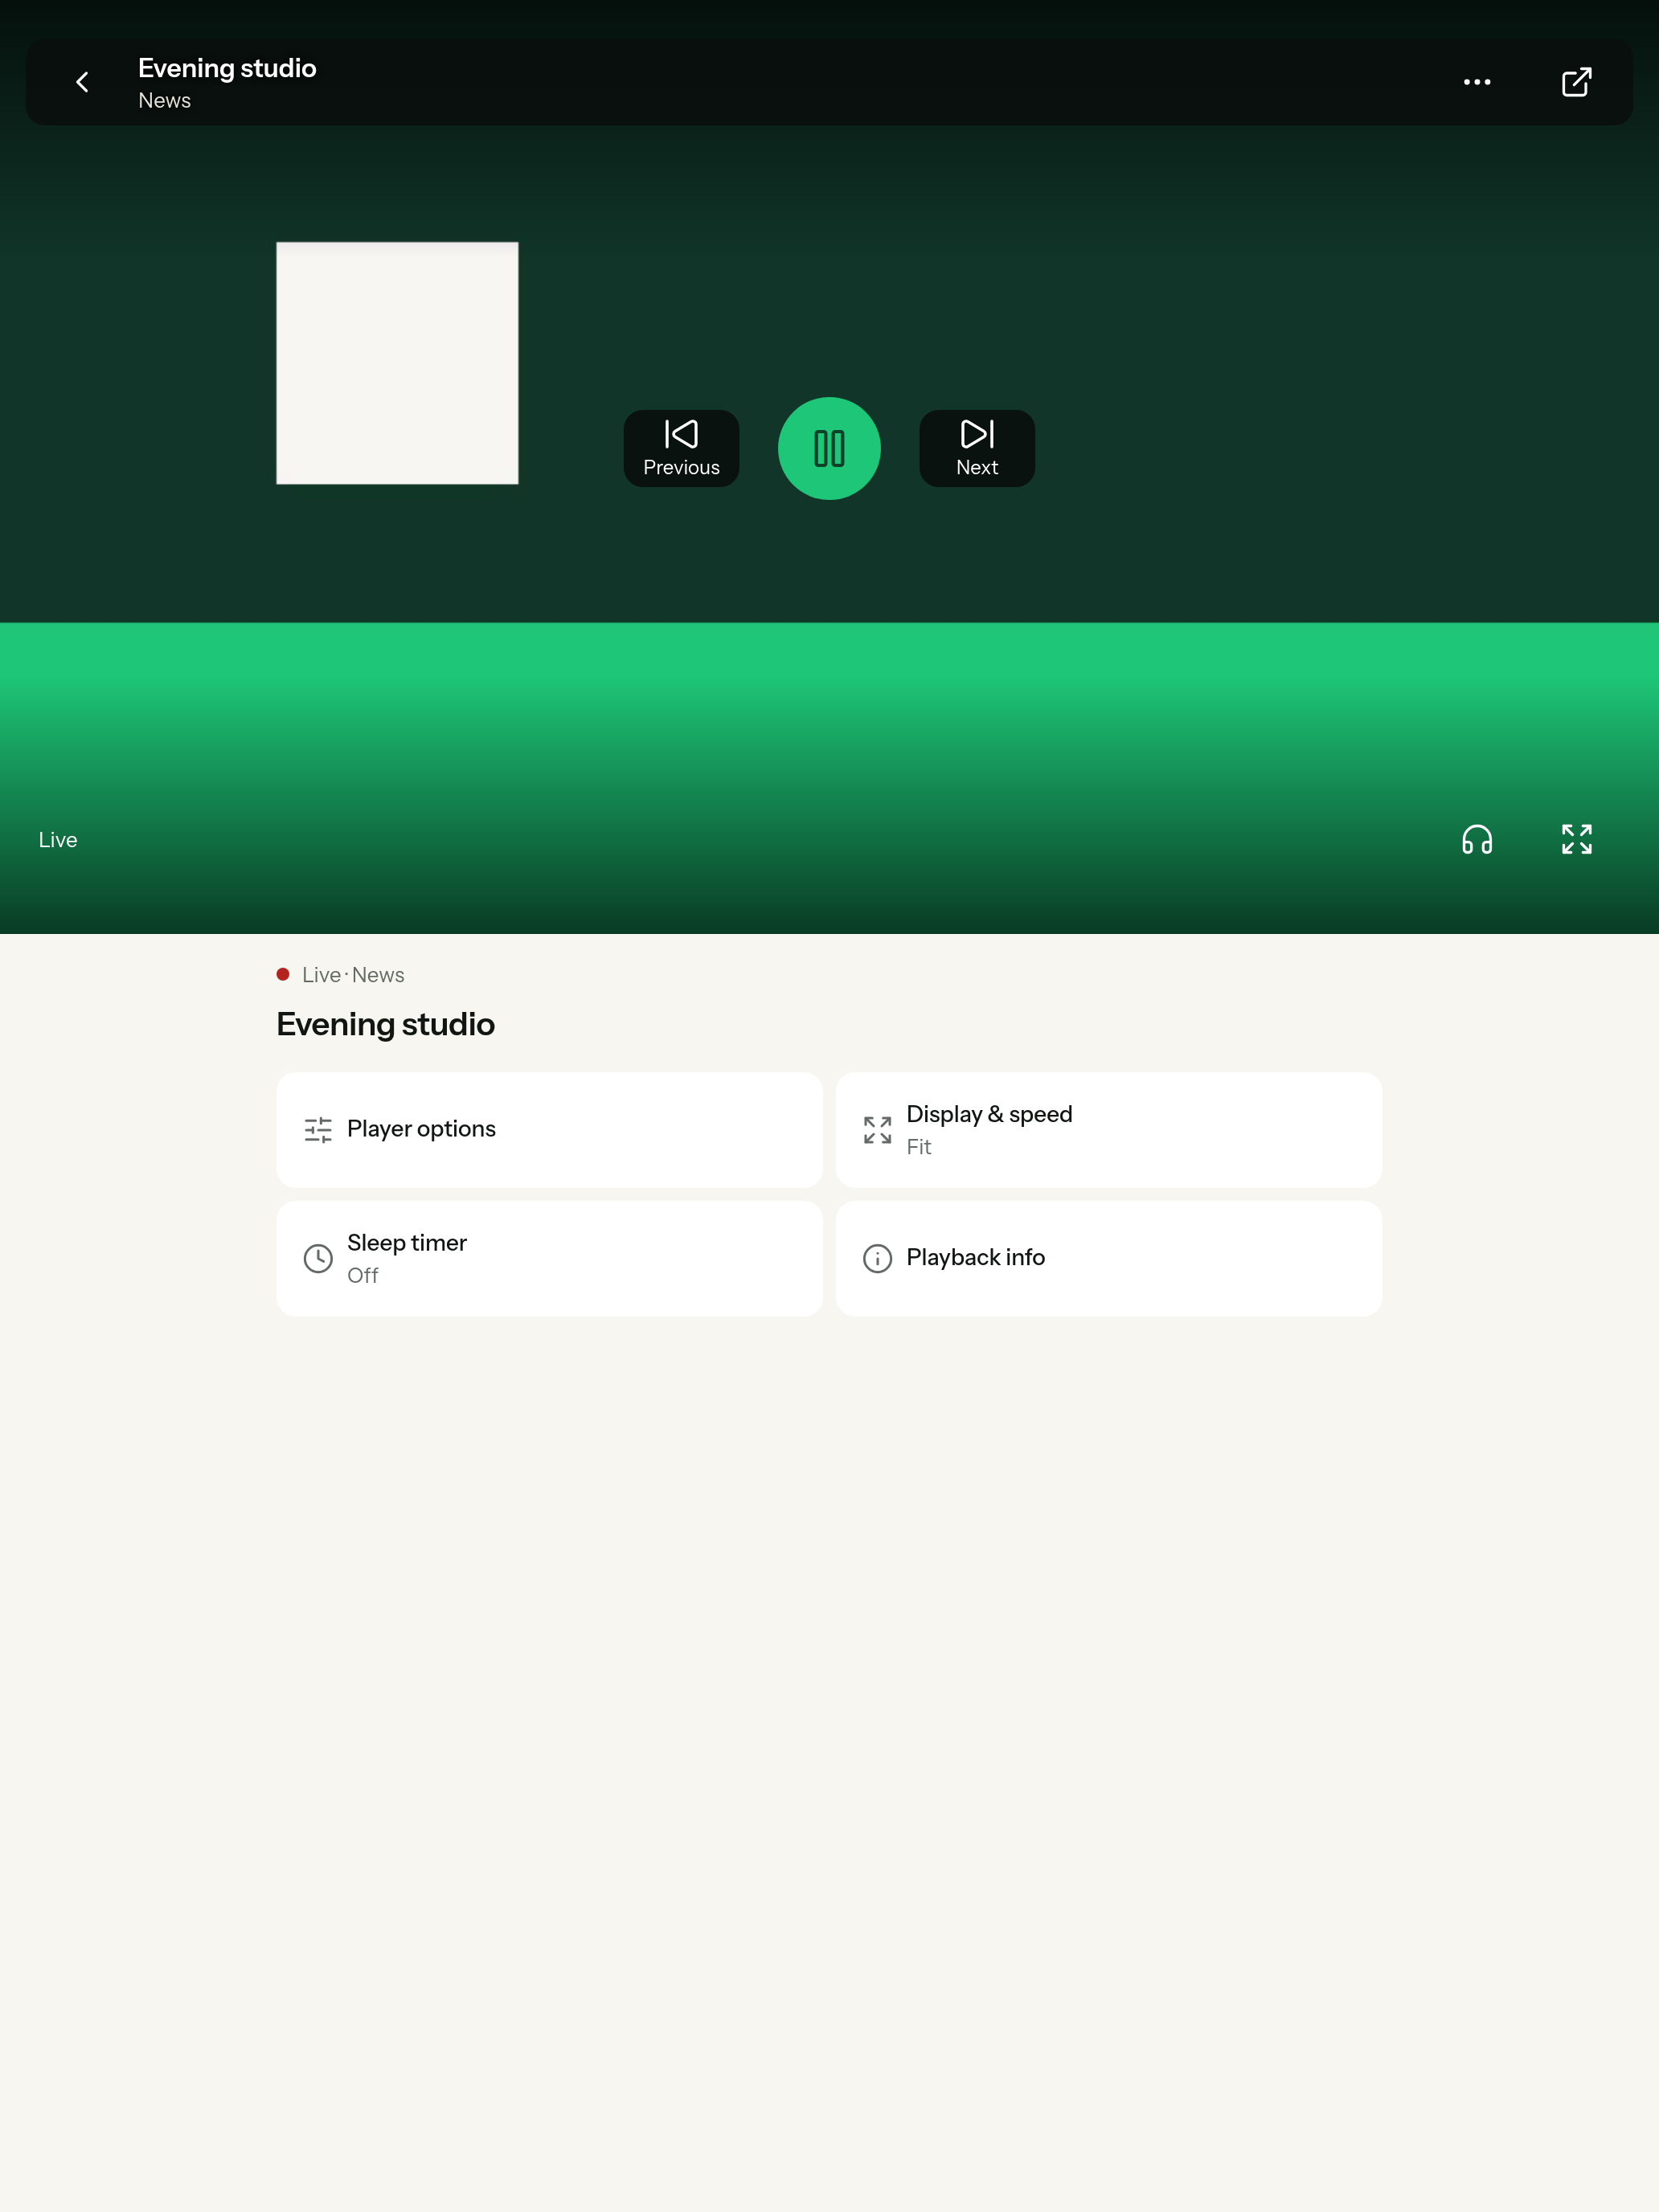 Evening studio
News
Previous
Next
Live
Live · News
Evening studio
Player options
Display & speed
Fit
Sleep timer
Off
Playback info